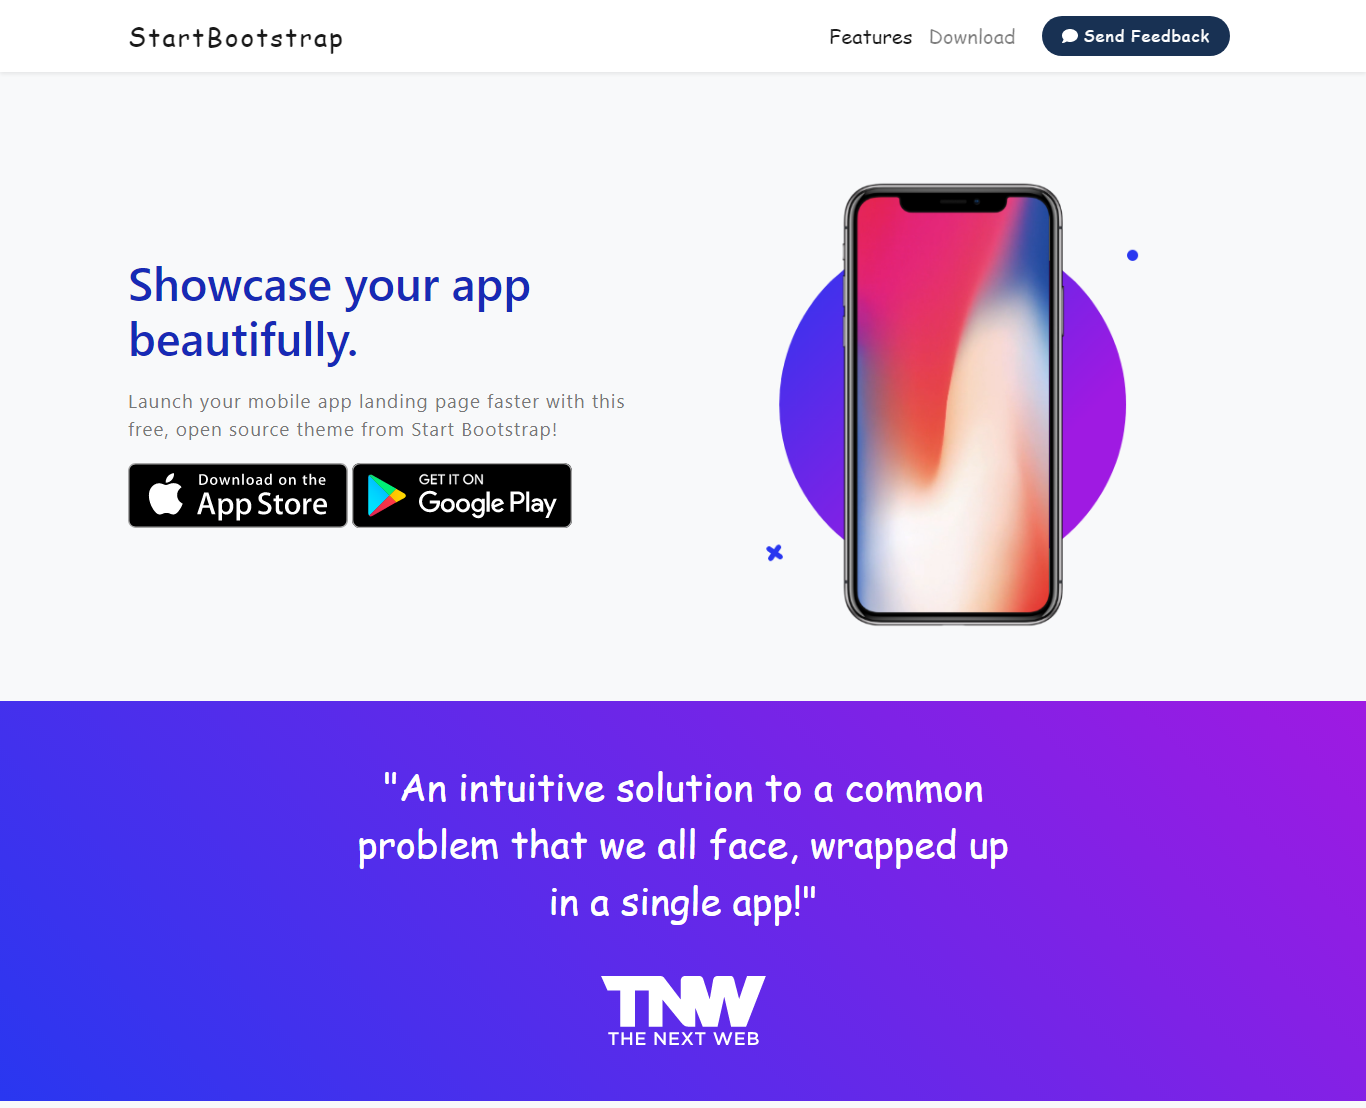 StartBootstrap
Features Download Send Feedback
Showcase your app
beautifully.
Launch your mobile app landing page faster with this
free, open source theme from Start Bootstrap!
Download on the
App Store
GET IT ON
Google Play
"An intuitive solution to a common
problem that we all face, wrapped up
in a single app!"
TNW
THE NEXT WEB